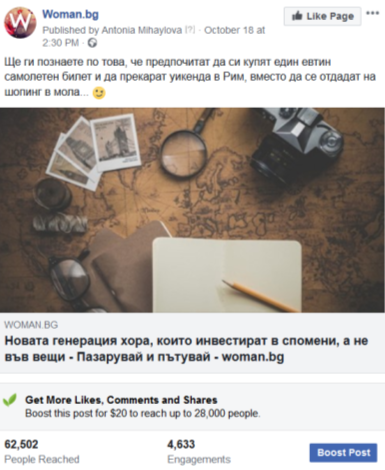 Woman.bg
Like Page
Published by Antonia Mihaylova [?] · October 18 at
2:30 PM ·
Ще ги познаете по това, че предпочитат да си купят един евтин
самолетен билет и да прекарат уикенда в Рим, вместо да се отдадат на
шопинг в мола...
WOMAN.BG
Новата генерация хора, които инвестират в спомени, а не
във вещи - Пазарувай и пътувай - woman.bg
Get More Likes, Comments and Shares
Boost this post for $20 to reach up to 28,000 people.
62,502
4,633
People Reached
Engagements
Boost Post